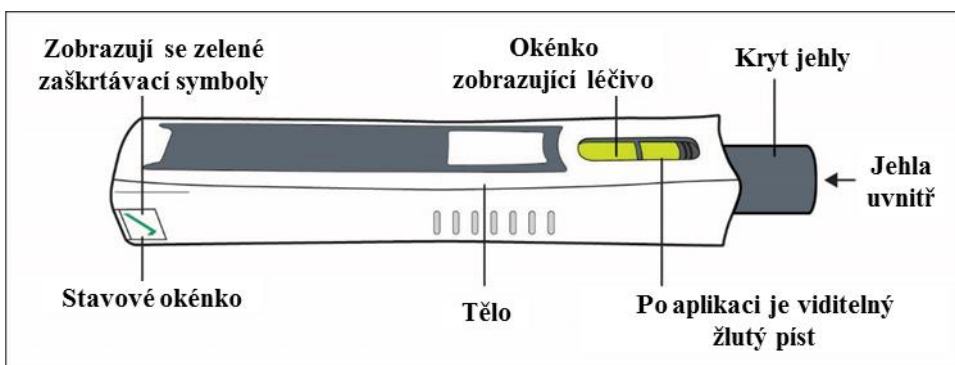 Zobrazují se zelené
zaškrtávací symboly
Okénko
zobrazující léčivo
Kryt jehly
Jehla
uvnitř
Stavové okénko
Tělo
Po aplikaci je viditelný
žlutý píst